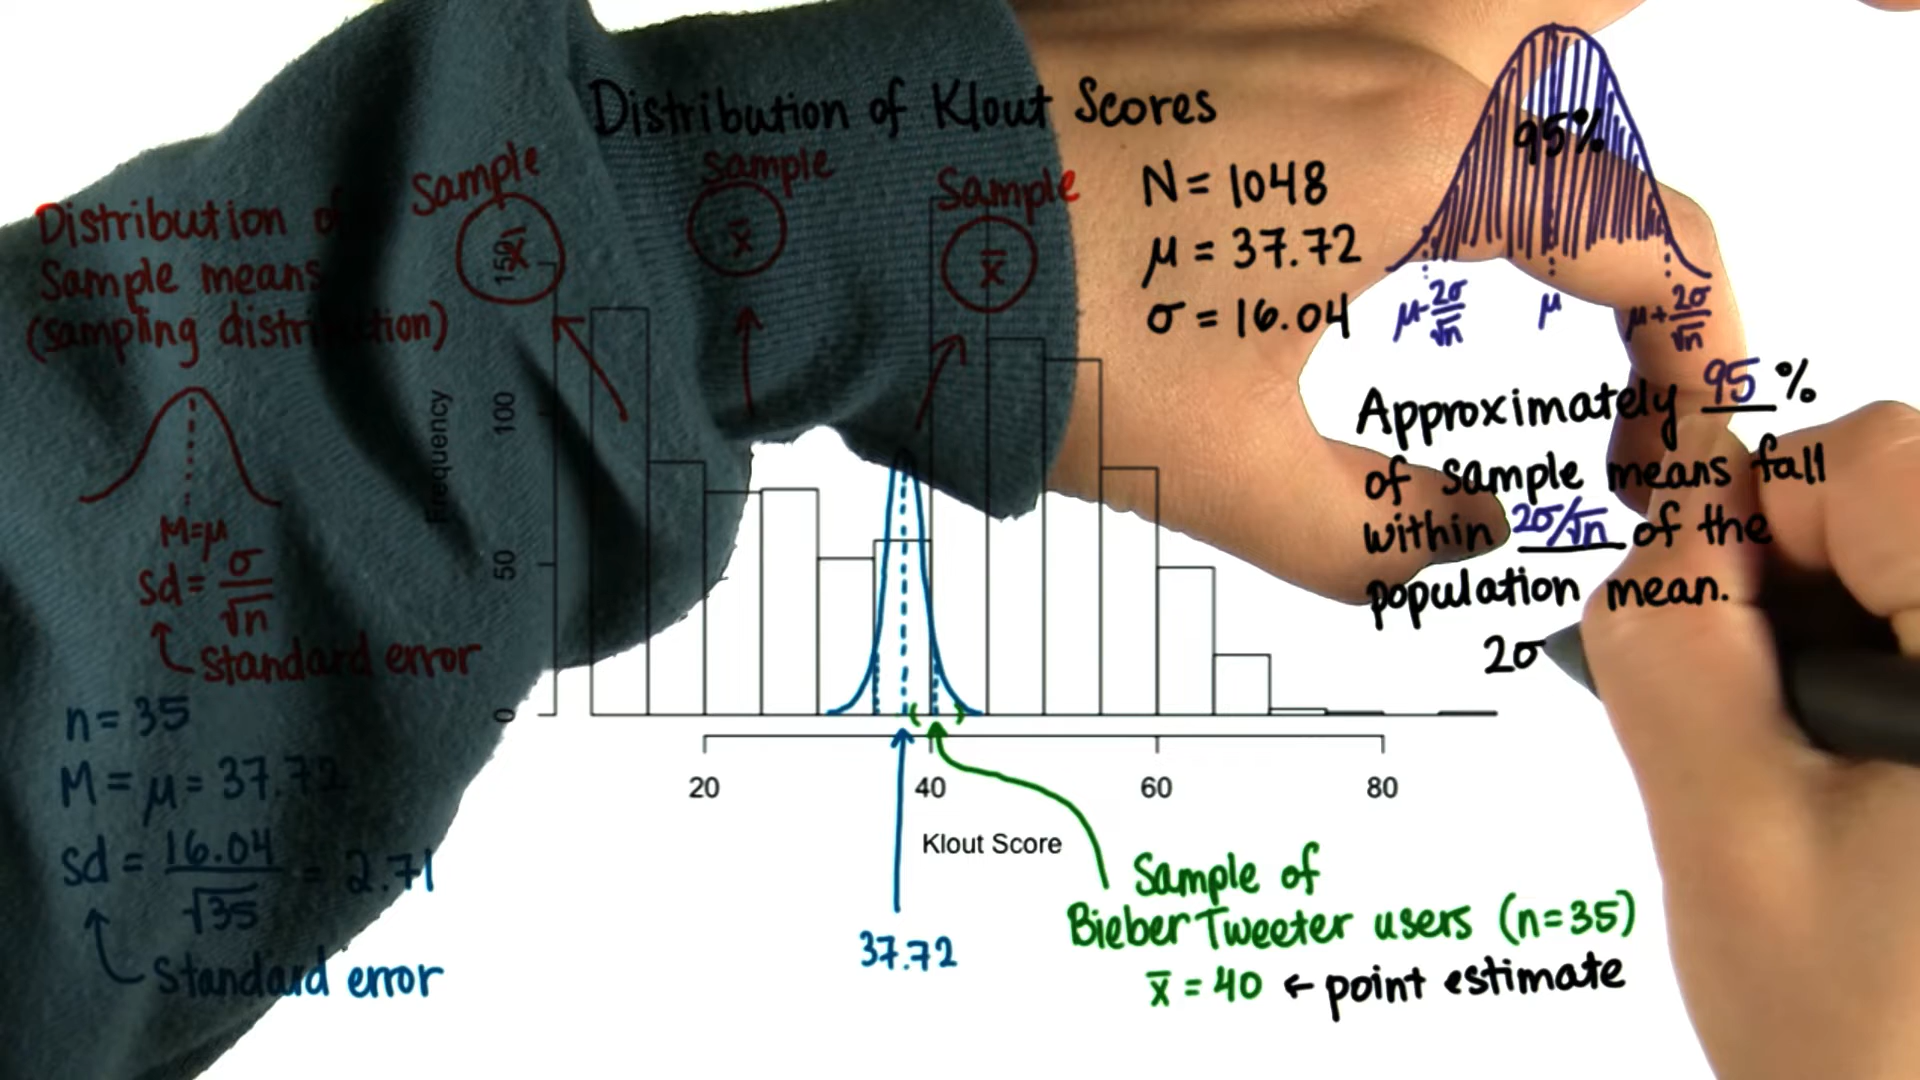 Distribution of Klout Scores
Distribution of
Sample means
(sampling distribution)
M=μ
sd= σ/√n
Standard error
n= 35
M = μ= 37.72
sd = 16.04/√35 = 2.71
Standard error
Sample
x̄
Sample
x̄
Sample
x̄
N= 1048
μ = 37.72
σ = 16.04
95%
μ-2σ/√n
μ
μ+2σ/√n
Approximately 95%
of sample means fall
within 2σ/√n of the
population mean.
2σ
Frequency
150
100
50
0
20
40
60
80
Klout Score
37.72
Sample of
Bieber Tweeter users (n=35)
x̄ = 40 ← point estimate